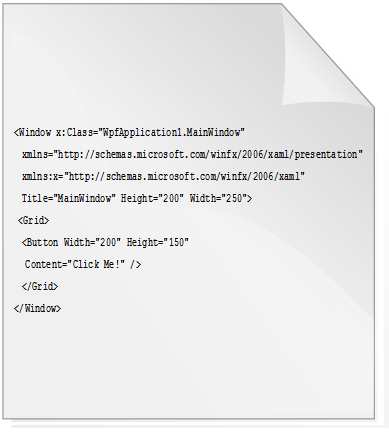 <Window x:Class="WpfApplication1.MainWindow"
xmlns="http://schemas.microsoft.com/winfx/2006/xaml/presentation"
xmlns:x="http://schemas.microsoft.com/winfx/2006/xaml"
Title="MainWindow" Height="200" Width="250">
<Grid>
<Button Width="200" Height="150"
Content="Click Me!" />
</Grid>
</Window>